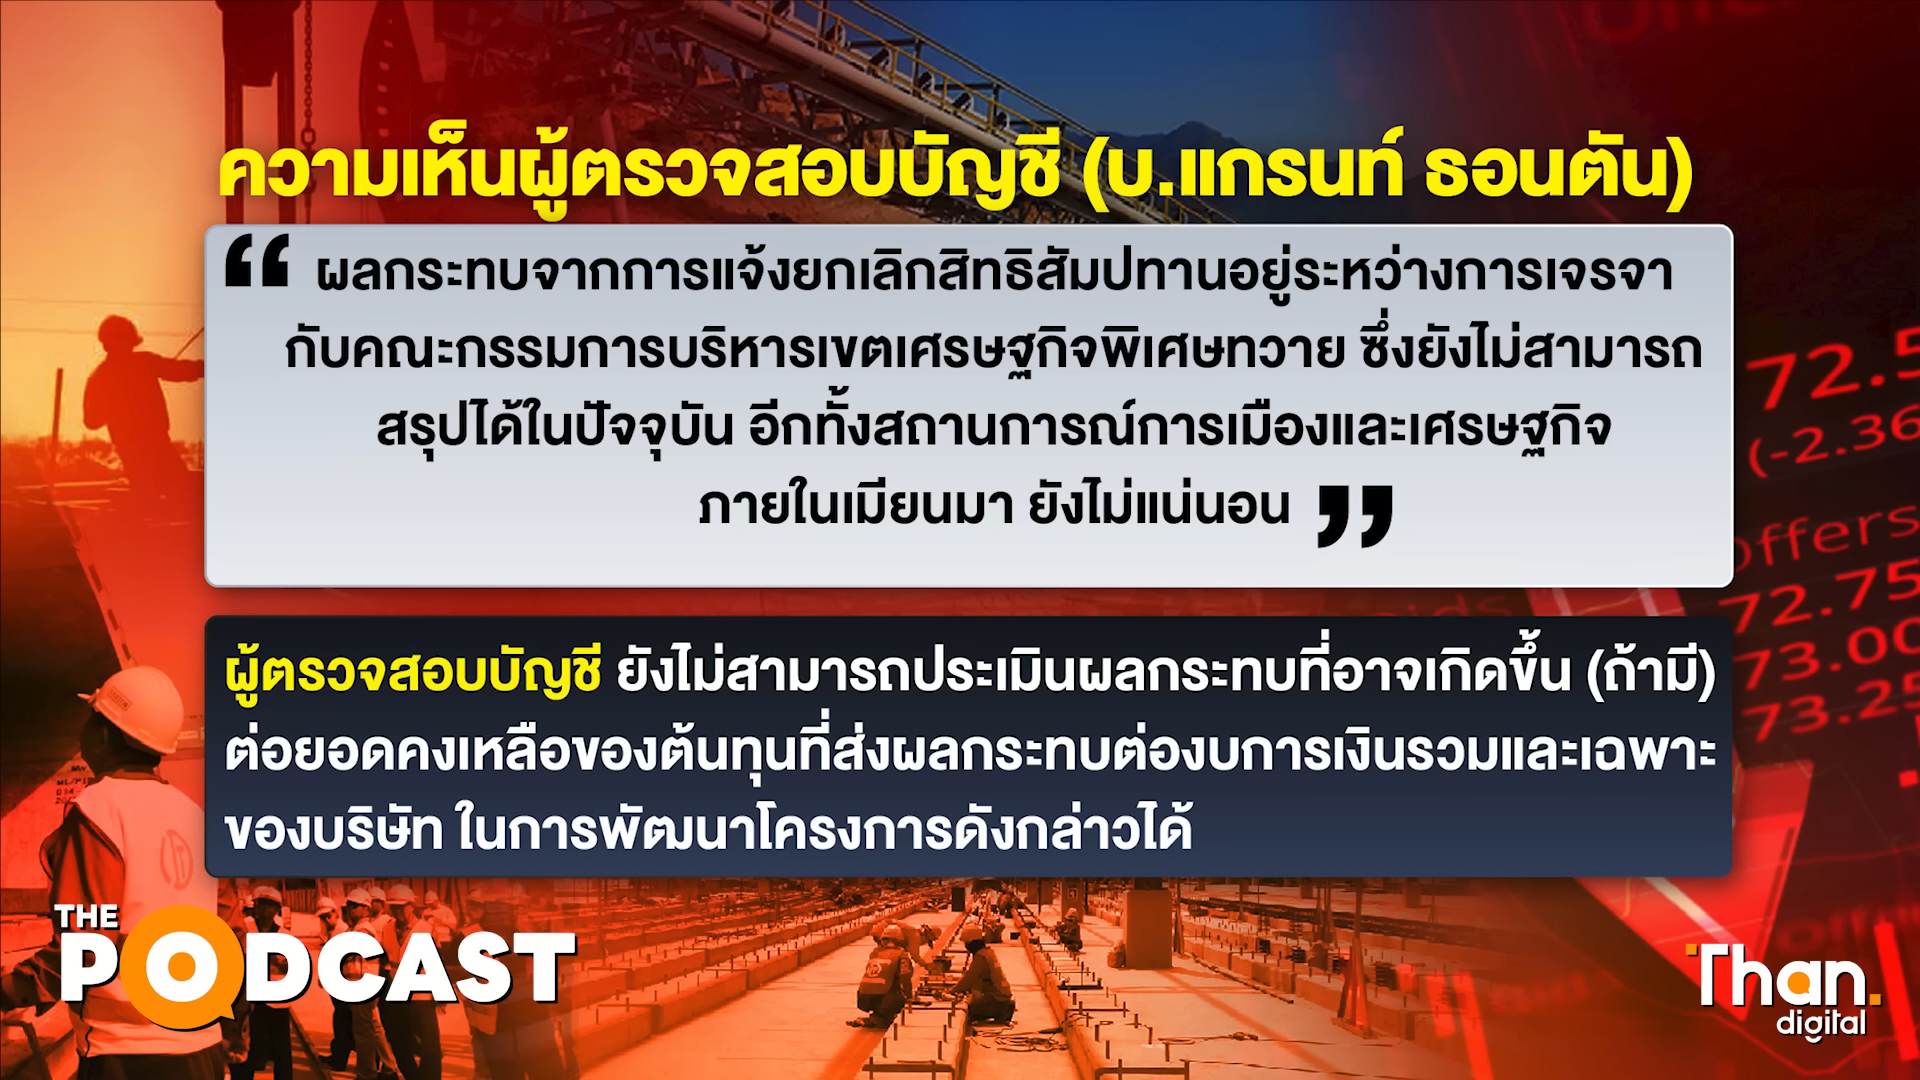 ความเห็นผู้ตรวจสอบบัญชี (บ.แกรนท์ ธอนตัน)
“ ผลกระทบจากการแจ้งยกเลิกสิทธิสัมปทานอยู่ระหว่างการเจรจา
กับคณะกรรมการบริหารเขตเศรษฐกิจพิเศษทวาย ซึ่งยังไม่สามารถ
สรุปได้ในปัจจุบัน อีกทั้งสถานการณ์การเมืองและเศรษฐกิจ
ภายในเมียนมา ยังไม่แน่นอน ”
ผู้ตรวจสอบบัญชี ยังไม่สามารถประเมินผลกระทบที่อาจเกิดขึ้น (ถ้ามี)
ต่อยอดคงเหลือของต้นทุนที่ส่งผลกระทบต่องบการเงินรวมและเฉพาะ
ของบริษัท ในการพัฒนาโครงการดังกล่าวได้
72.5
(-2.36
offers
72.75
73.00
73.25
THE
PODCAST
Than.
digital